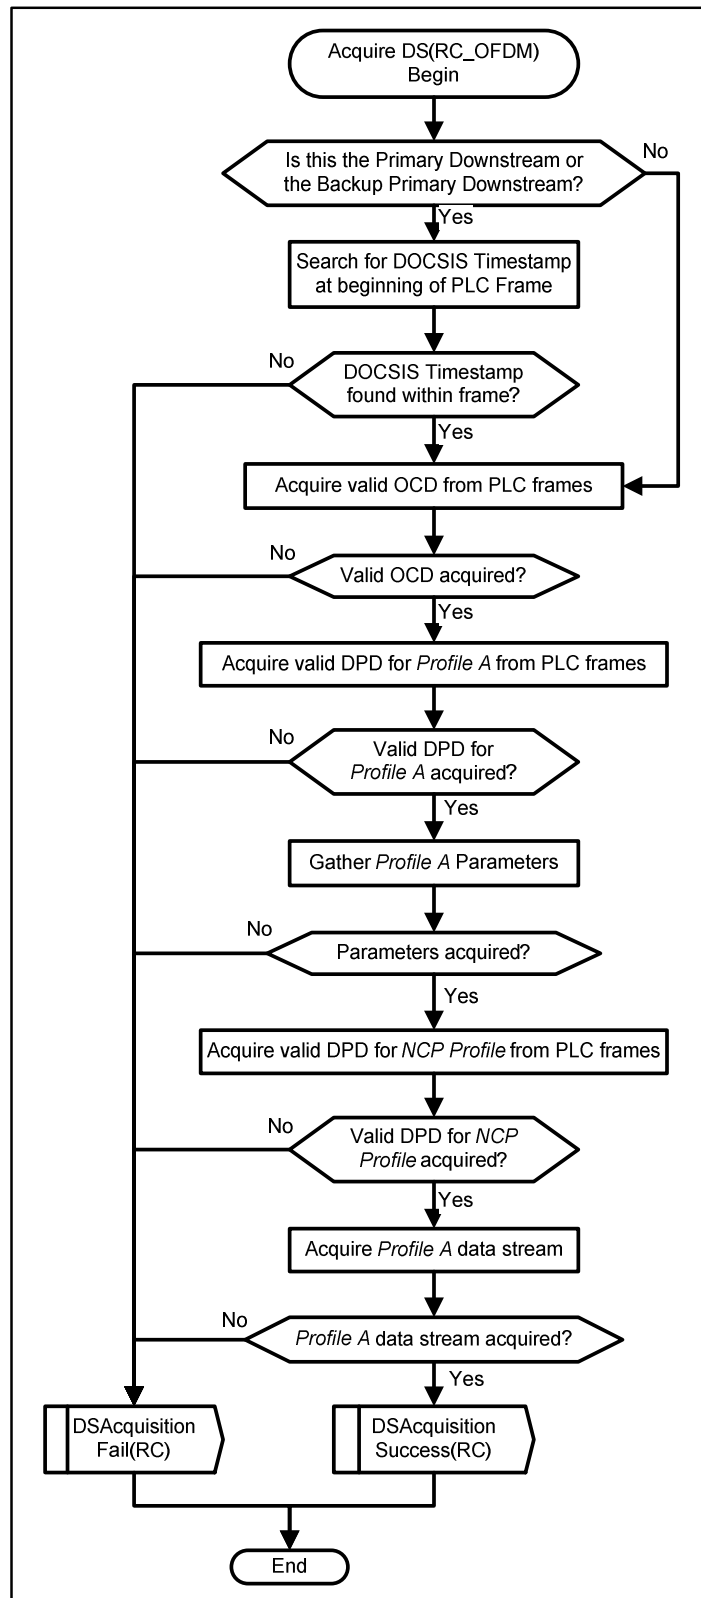 Acquire DS(RC_OFDM)
Begin
Is this the Primary Downstream or
the Backup Primary Downstream?
No
Yes
Search for DOCSIS Timestamp
at beginning of PLC Frame
No
DOCSIS Timestamp
found within frame?
Yes
Acquire valid OCD from PLC frames
No
Valid OCD acquired?
Yes
Acquire valid DPD for Profile A from PLC frames
No
Valid DPD for
Profile A acquired?
Yes
Gather Profile A Parameters
No
Parameters acquired?
Yes
Acquire valid DPD for NCP Profile from PLC frames
No
Valid DPD for NCP
Profile acquired?
Yes
Acquire Profile A data stream
No
Profile A data stream acquired?
Yes
DSAcquisition
Fail(RC)
DSAcquisition
Success(RC)
End